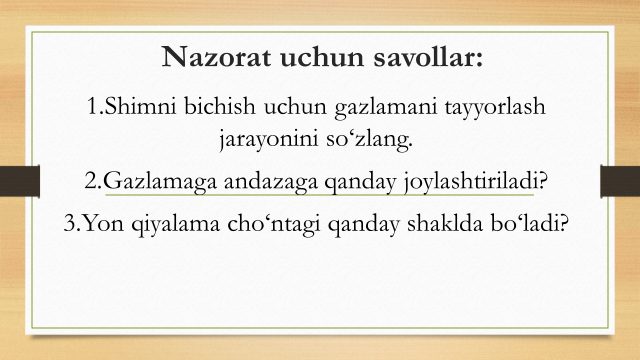 Nazorat uchun savollar:
1.Shimni bichish uchun gazlamani tayyorlash
jarayonini so‘zlang.
2.Gazlamaga andazaga qanday joylashtiriladi?
3.Yon qiyalama cho‘ntagi qanday shaklda bo‘ladi?